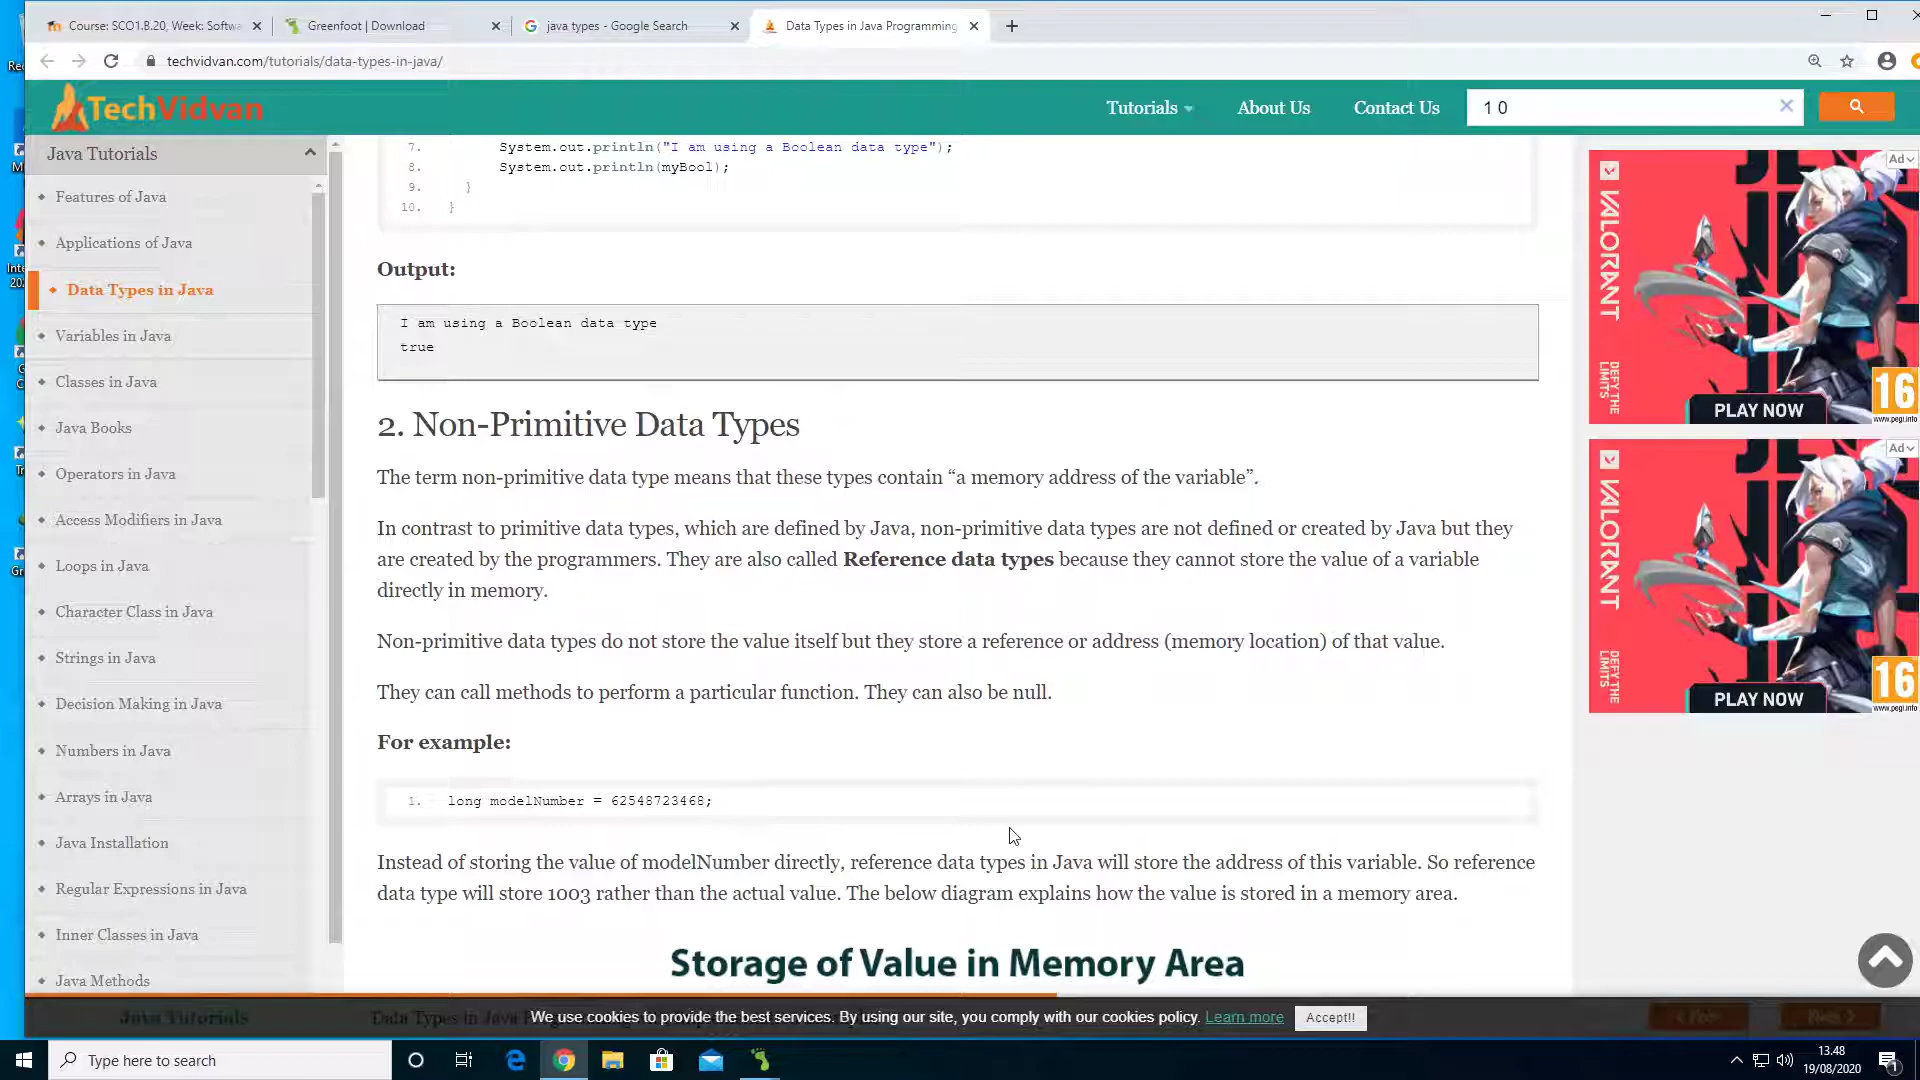 Course: SCO1.B.20, Week: Softwa
Greenfoot | Download
java types - Google Search
Data Types in Java Programming
techvidvan.com/tutorials/data-types-in-java/
TechVidvan
Tutorials
About Us
Contact Us
1 0
Java Tutorials
Features of Java
Applications of Java
Data Types in Java
Variables in Java
Classes in Java
Java Books
Operators in Java
Access Modifiers in Java
Loops in Java
Character Class in Java
Strings in Java
Decision Making in Java
Numbers in Java
Arrays in Java
Java Installation
Regular Expressions in Java
Inner Classes in Java
Java Methods
7. System.out.println("I am using a Boolean data type");
8. System.out.println(myBool);
9. }
10. }
Output:
I am using a Boolean data type
true
2. Non-Primitive Data Types
The term non-primitive data type means that these types contain “a memory address of the variable”.
In contrast to primitive data types, which are defined by Java, non-primitive data types are not defined or created by Java but they
are created by the programmers. They are also called Reference data types because they cannot store the value of a variable
directly in memory.
Non-primitive data types do not store the value itself but they store a reference or address (memory location) of that value.
They can call methods to perform a particular function. They can also be null.
For example:
1. long modelNumber = 62548723468;
Instead of storing the value of modelNumber directly, reference data types in Java will store the address of this variable. So reference
data type will store 1003 rather than the actual value. The below diagram explains how the value is stored in a memory area.
Storage of Value in Memory Area
Ad
VALORANT
DEFY THE
LIMITS
PLAY NOW
16
www.pegi.info
Ad
VALORANT
DEFY THE
LIMITS
PLAY NOW
16
www.pegi.info
Java Tutorials
We use cookies to provide the best services. By using our site, you comply with our cookies policy. Learn more Accept!!
Type here to search
13.48
19/08/2020
1